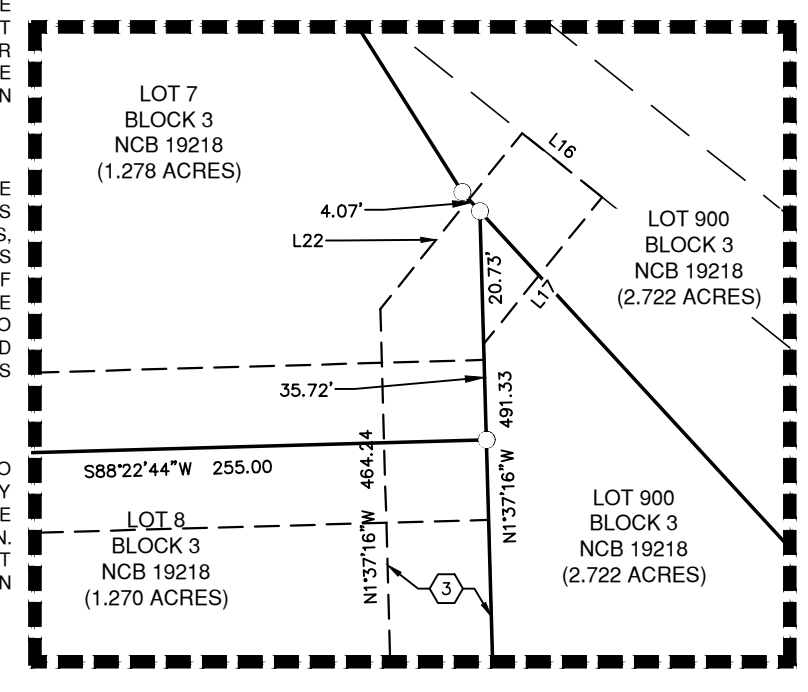 E
T
R
E
N
E
S
S,
S
F
E
O
D
S
O
Y
E
N.
T
N
LOT 7
BLOCK 3
NCB 19218
(1.278 ACRES)
L16
4.07'
L22
LOT 900
BLOCK 3
NCB 19218
(2.722 ACRES)
20.73'
L17
35.72'
491.33
N1°37'16"W
464.24
N1°37'16"W
S88°22'44"W 255.00
LOT 8
BLOCK 3
NCB 19218
(1.270 ACRES)
3
LOT 900
BLOCK 3
NCB 19218
(2.722 ACRES)